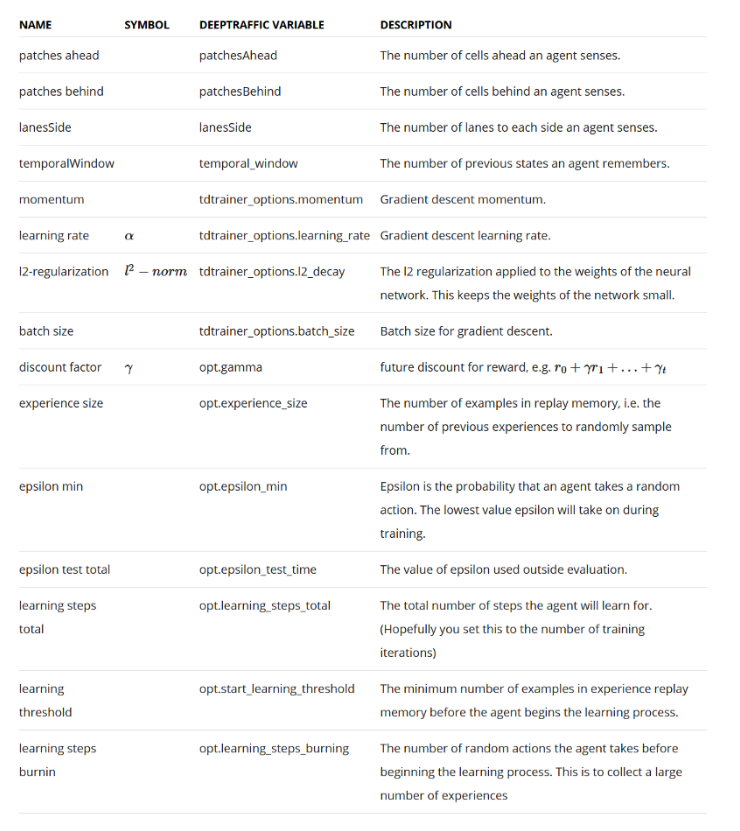 NAME SYMBOL DEEPTRAFFIC VARIABLE DESCRIPTION
patches ahead patchesAhead The number of cells ahead an agent senses.
patches behind patchesBehind The number of cells behind an agent senses.
lanesSide lanesSide The number of lanes to each side an agent senses.
temporalWindow temporal_window The number of previous states an agent remembers.
momentum tdtrainer_options.momentum Gradient descent momentum.
learning rate α tdtrainer_options.learning_rate Gradient descent learning rate.
l2-regularization l² − norm tdtrainer_options.l2_decay The l2 regularization applied to the weights of the neural
network. This keeps the weights of the network small.
batch size tdtrainer_options.batch_size Batch size for gradient descent.
discount factor γ opt.gamma future discount for reward, e.g. r₀ + γr₁ + . . . + γₜ
experience size opt.experience_size The number of examples in replay memory, i.e. the
number of previous experiences to randomly sample
from.
epsilon min opt.epsilon_min Epsilon is the probability that an agent takes a random
action. The lowest value epsilon will take on during
training.
epsilon test total opt.epsilon_test_time The value of epsilon used outside evaluation.
learning steps opt.learning_steps_total The total number of steps the agent will learn for.
total (Hopefully you set this to the number of training
iterations)
learning opt.start_learning_threshold The minimum number of examples in experience replay
threshold memory before the agent begins the learning process.
learning steps opt.learning_steps_burning The number of random actions the agent takes before
burnin beginning the learning process. This is to collect a large
number of experiences